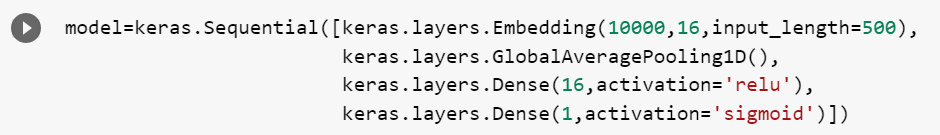 model=keras.Sequential([keras.layers.Embedding(10000,16,input_length=500),
keras.layers.GlobalAveragePooling1D(),
keras.layers.Dense(16,activation='relu'),
keras.layers.Dense(1,activation='sigmoid')])